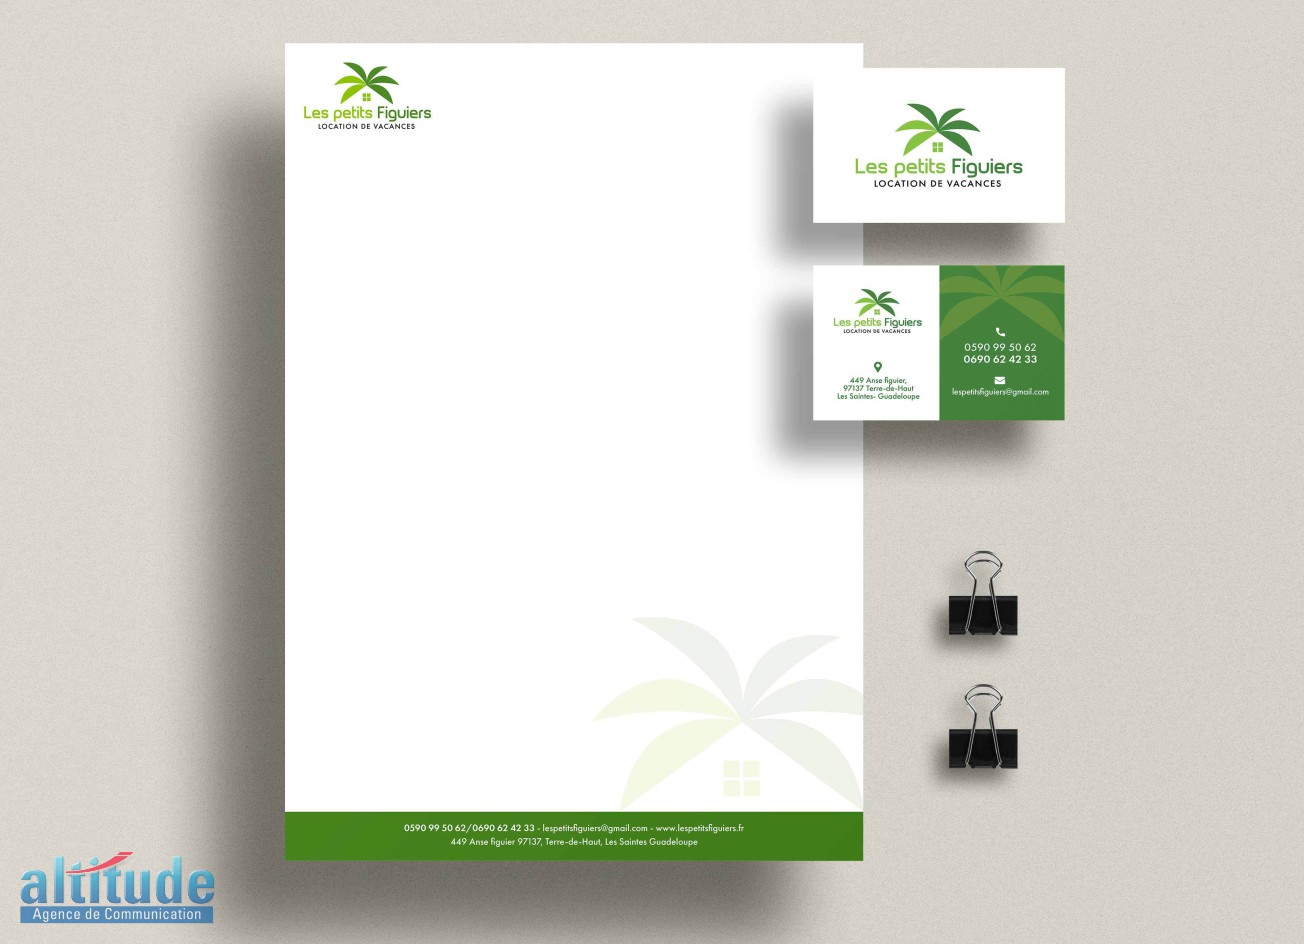 Les petits Figuiers
LOCATION DE VACANCES
Les petits Figuiers
LOCATION DE VACANCES
Les petits Figuiers
LOCATION DE VACANCES
449 Anse figuier,
97137 Terre-de-Haut
Les Saintes- Guadeloupe
0590 99 50 62
0690 62 42 33
lespetitsfiguiers@gmail.com
0590 99 50 62/0690 62 42 33 - lespetitsfiguiers@gmail.com - www.lespetitsfiguiers.fr
449 Anse figuier 97137, Terre-de-Haut, Les Saintes Guadeloupe
altitude
Agence de Communication